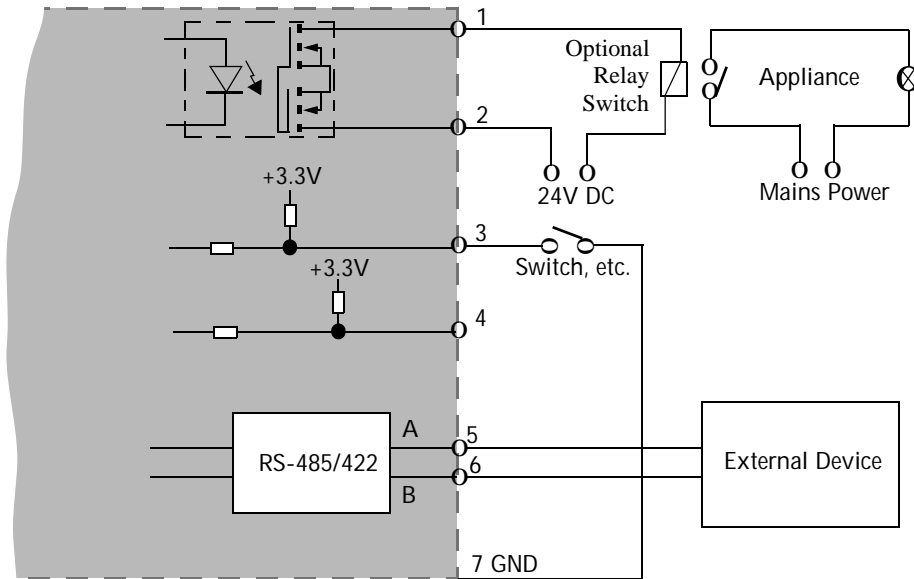 1
Optional
Relay
Switch
Appliance
2
24V DC
Mains Power
+3.3V
3
Switch, etc.
+3.3V
4
A
5
RS-485/422
6
B
External Device
7 GND